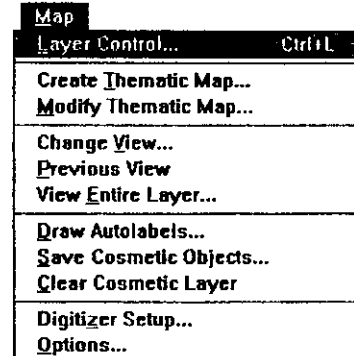 Map
Layer Control... Ctrl+L
Create Thematic Map...
Modify Thematic Map...
Change View...
Previous View
View Entire Layer...
Draw Autolabels...
Save Cosmetic Objects...
Clear Cosmetic Layer
Digitizer Setup...
Options...